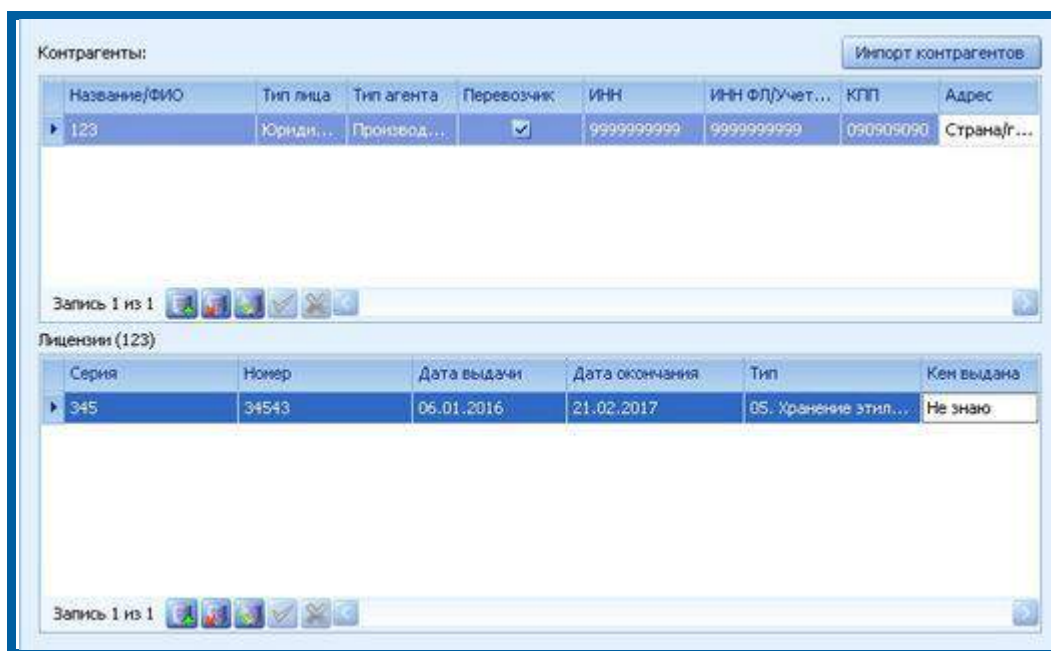 Контрагенты:
Импорт контрагентов
Название/ФИО Тип лица Тип агента Перевозчик ИНН ИНН ФЛ/Учет... КПП Адрес
123 Юриди... Производ... 9999999999 9999999999 090909090 Страна/г...
Запись 1 из 1
Лицензии (123)
Серия Номер Дата выдачи Дата окончания Тип Кем выдана
345 34543 06.01.2016 21.02.2017 05. Хранение этил... Не знаю
Запись 1 из 1